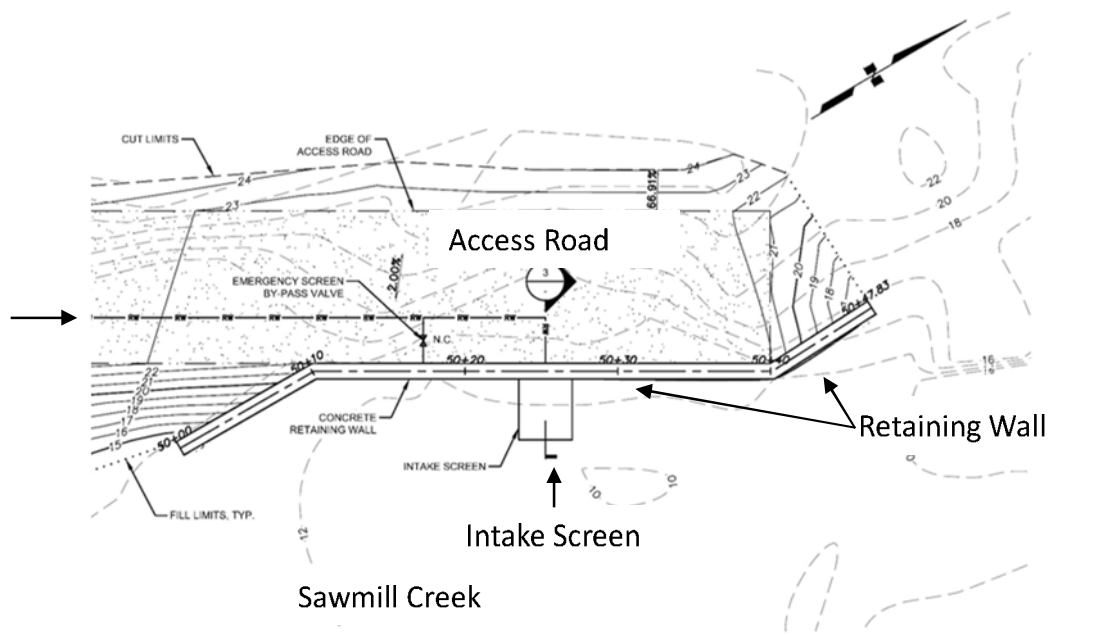 CUT LIMITS
EDGE OF
ACCESS ROAD
24
23
66.91%
24
23
22
22
20
18
Access Road
2.00%
3
EMERGENCY SCREEN
BY-PASS VALVE
N.C.
21
20
19
18
50+47.83
50+10
50+20
50+30
50+40
22
21
20
19
18
17
16
15
50+00
16
CONCRETE
RETAINING WALL
Retaining Wall
INTAKE SCREEN
10
10
FILL LIMITS, TYP.
12
Intake Screen
Sawmill Creek